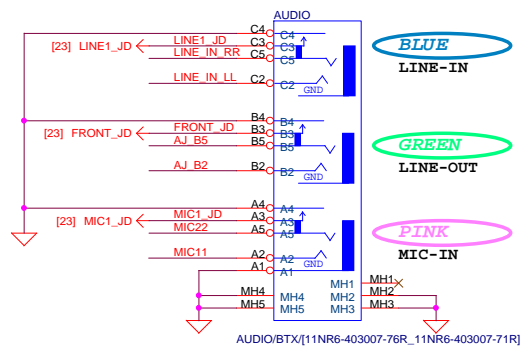 AUDIO
C4 C4
[23] LINE1_JD LINE1_JD C3 C3
LINE_IN_RR C5 C5
LINE_IN_LL C2 C2
GND
BLUE
LINE-IN
B4 B4
[23] FRONT_JD FRONT_JD B3 B3
AJ_B5 B5 B5
AJ_B2 B2 B2
GND
GREEN
LINE-OUT
A4 A4
[23] MIC1_JD MIC1_JD A3 A3
MIC22 A5 A5
MIC11 A2 A2
GND
A1 A1
PINK
MIC-IN
MH1 MH1
MH4 MH4 MH2 MH2
MH5 MH5 MH3 MH3
AUDIO/BTX/[11NR6-403007-76R_11NR6-403007-71R]